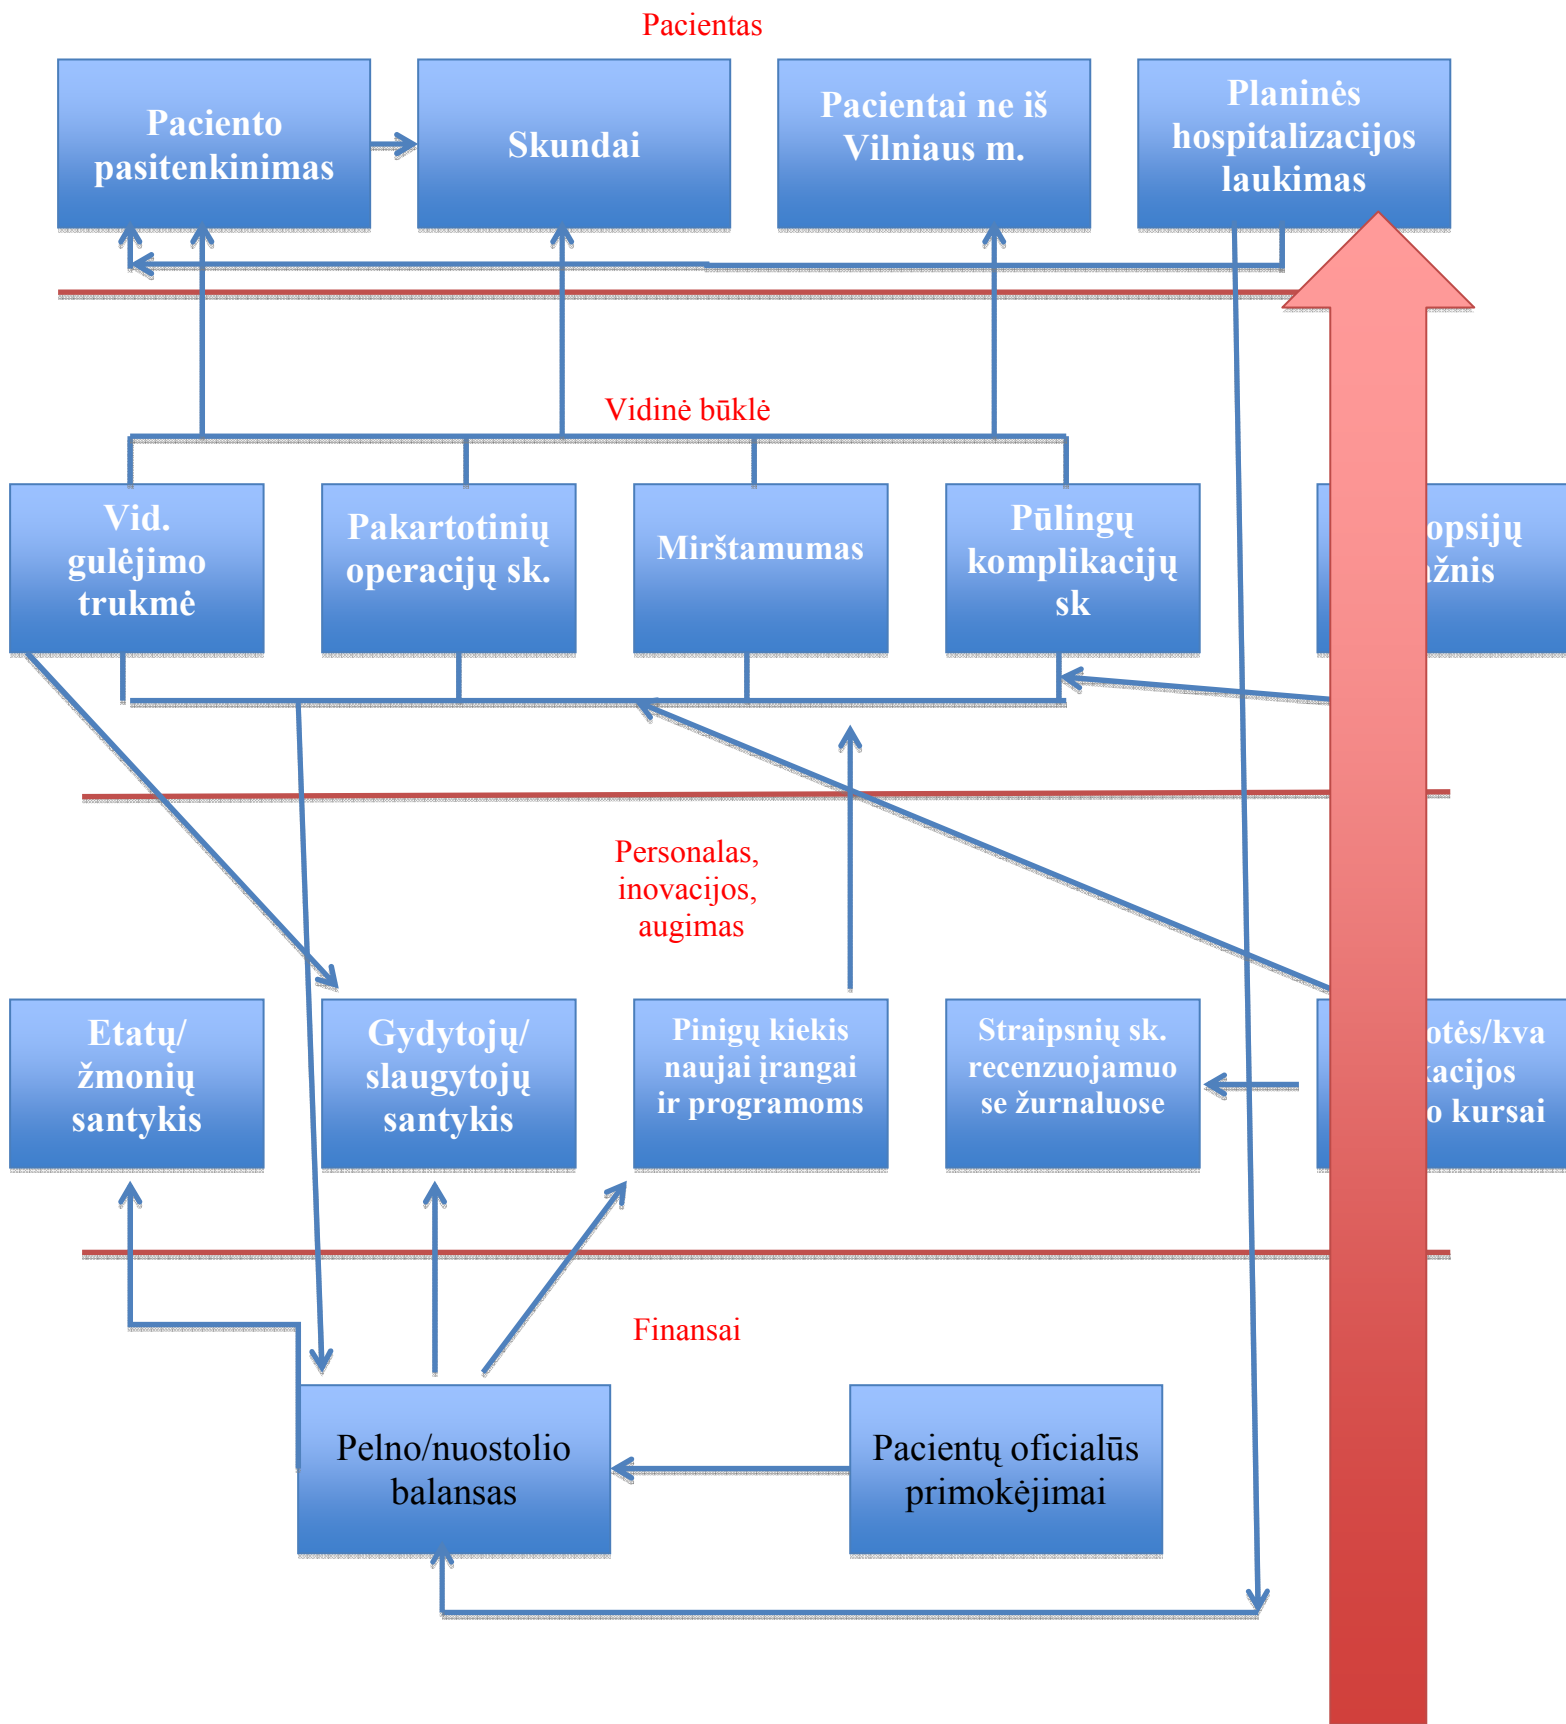 Pacientas
Paciento
pasitenkinimas
Skundai
Pacientai ne iš
Vilniaus m.
Planinės
hospitalizacijos
laukimas
Vidinė būklė
Vid.
gulėjimo
trukmė
Pakartotinių
operacijų sk.
Mirštamumas
Pūlingų
komplikacijų
sk
Personalas,
inovacijos,
augimas
Etatų/
žmonių
santykis
Gydytojų/
slaugytojų
santykis
Pinigų kiekis
naujai įrangai
ir programoms
Straipsnių sk.
recenzuojamuo
se žurnaluose
kursai
Finansai
Pelno/nuostolio
balansas
Pacientų oficialūs
primokėjimai